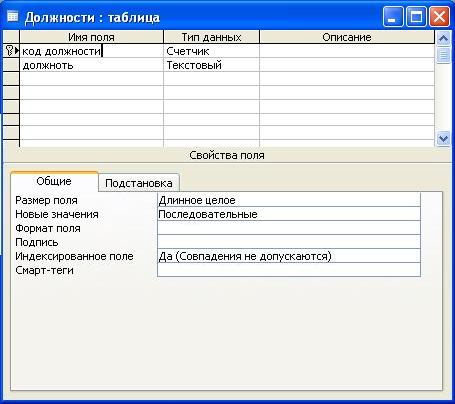 Должности : таблица
Имя поля Тип данных Описание
код должности Счетчик
должноть Текстовый
Свойства поля
Общие Подстановка
Размер поля Длинное целое
Новые значения Последовательные
Формат поля
Подпись
Индексированное поле Да (Совпадения не допускаются)
Смарт-теги